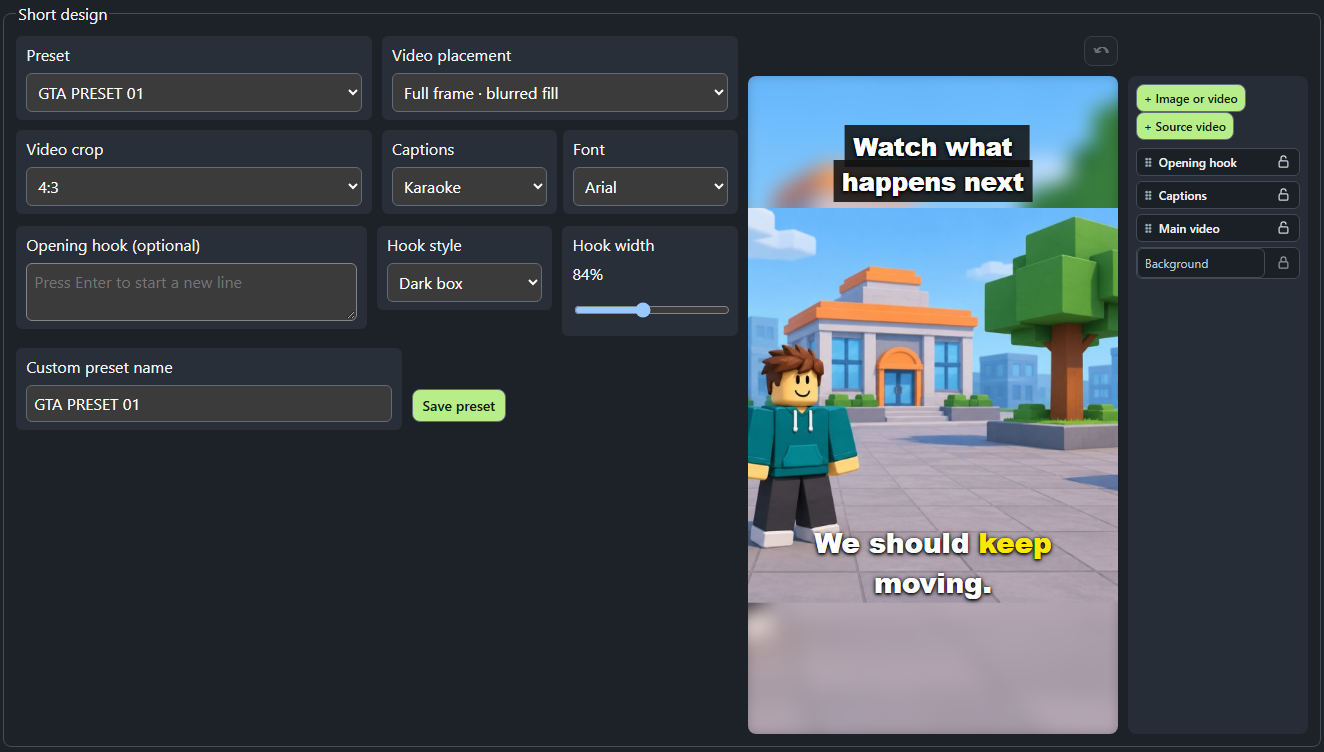 Short design
Preset
GTA PRESET 01
Video placement
Full frame · blurred fill
Video crop
4:3
Captions
Karaoke
Font
Arial
Opening hook (optional)
Press Enter to start a new line
Hook style
Dark box
Hook width
84%
Custom preset name
GTA PRESET 01
Save preset
Watch what
happens next
We should keep
moving.
+ Image or video
+ Source video
Opening hook
Captions
Main video
Background